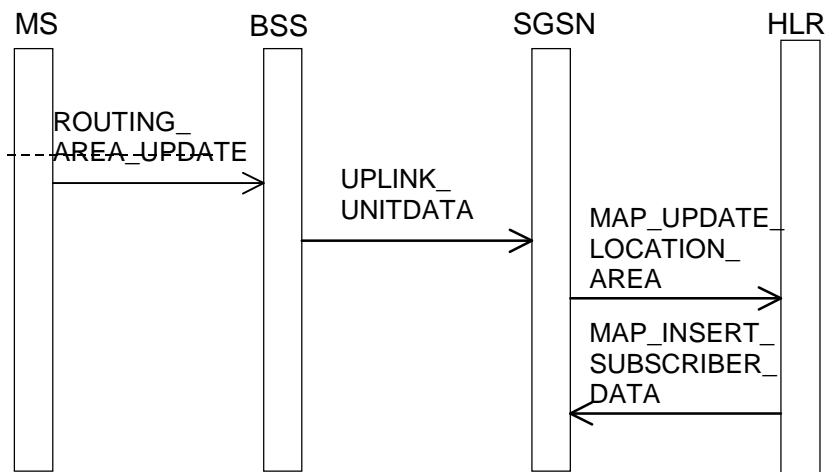 MS
BSS
SGSN
HLR
ROUTING_
AREA_UPDATE
UPLINK_
UNITDATA
MAP_UPDATE_
LOCATION_
AREA
MAP_INSERT_
SUBSCRIBER_
DATA